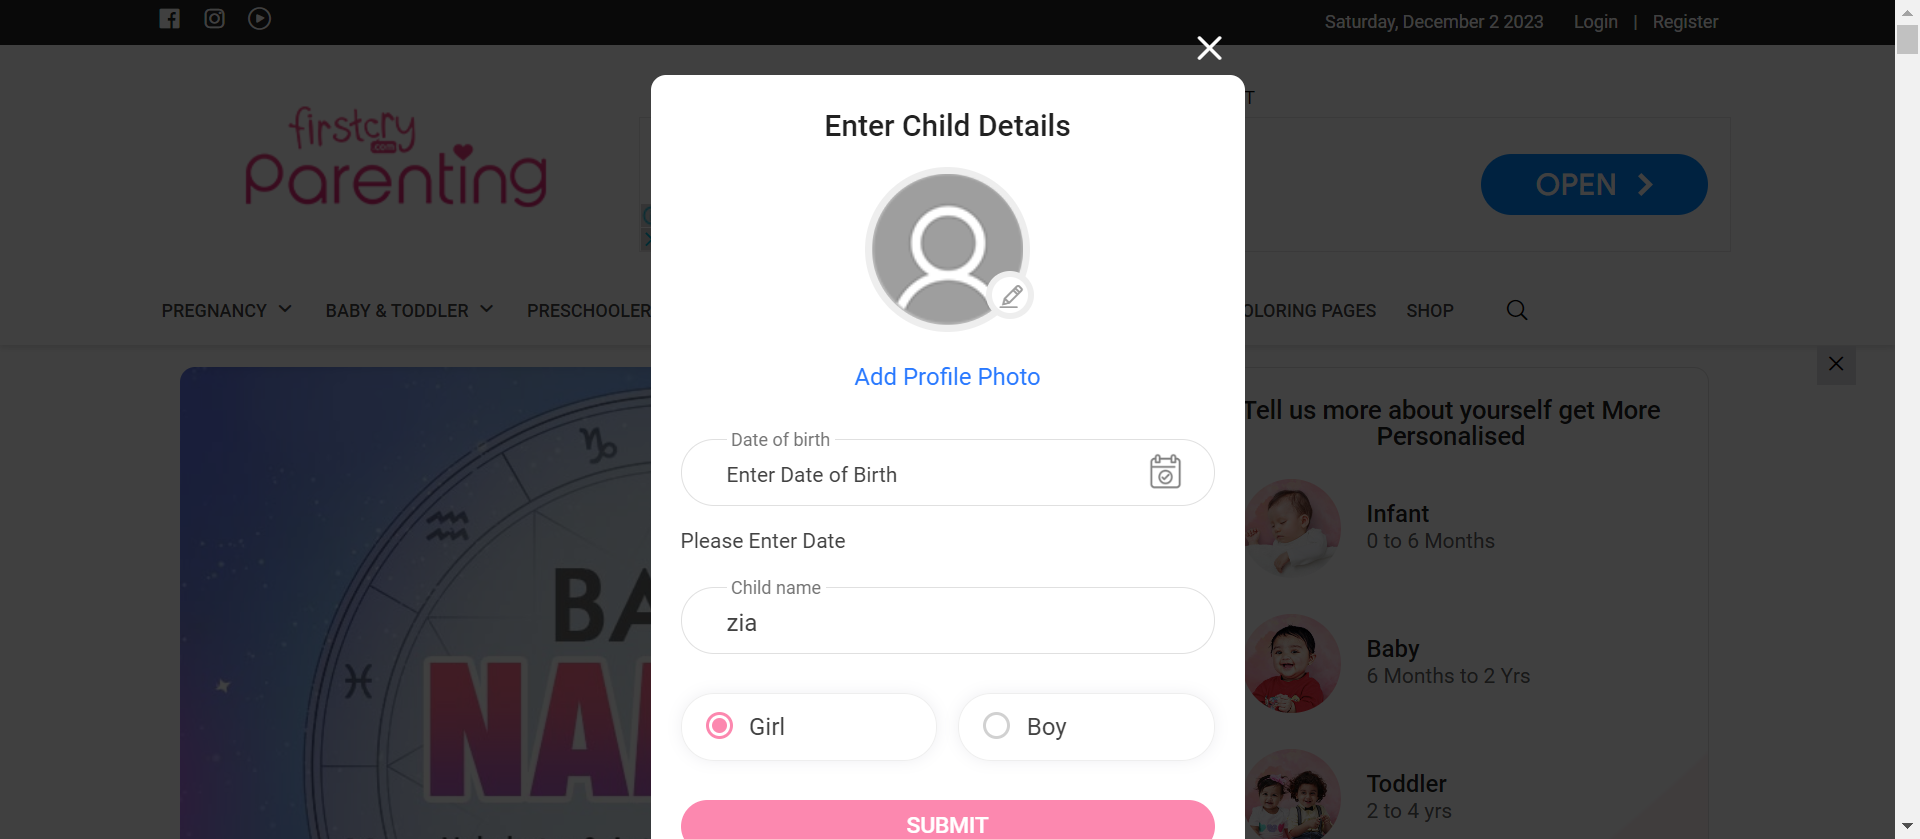 Saturday, December 2 2023 Login | Register
firstcry
.com
Parenting
OPEN
PREGNANCY BABY & TODDLER PRESCHOOLER OLORING PAGES SHOP
Enter Child Details
Add Profile Photo
Date of birth
Enter Date of Birth
Please Enter Date
Child name
zia
Girl Boy
SUBMIT
BA
NA
Tell us more about yourself get More
Personalised
Infant
0 to 6 Months
Baby
6 Months to 2 Yrs
Toddler
2 to 4 yrs